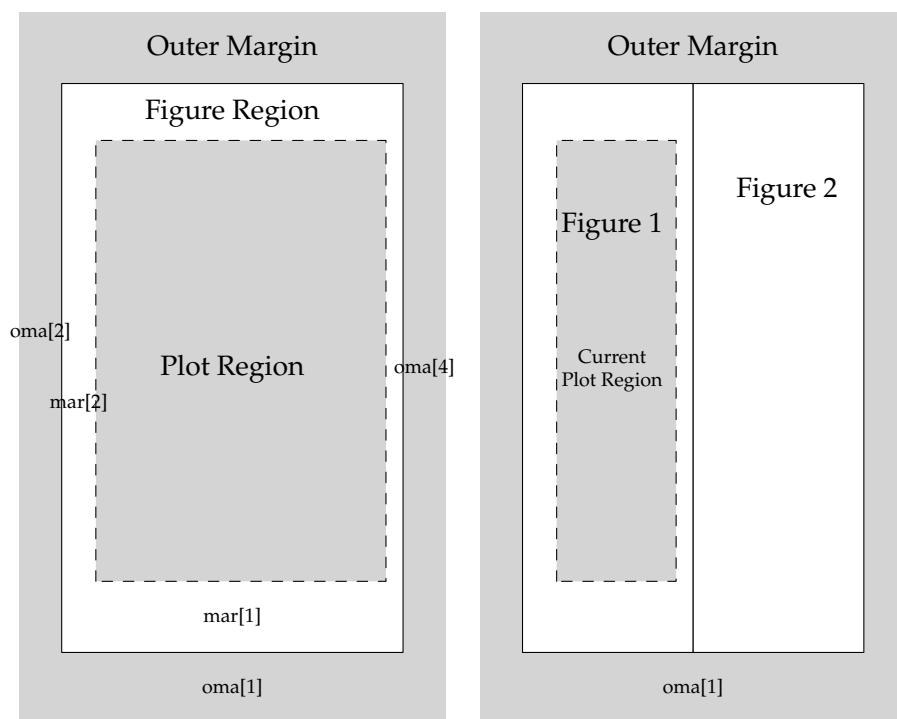 Outer Margin
Figure Region
oma[2]
Plot Region
oma[4]
mar[2]
mar[1]
oma[1]
Outer Margin
Figure 2
Figure 1
Current
Plot Region
oma[1]